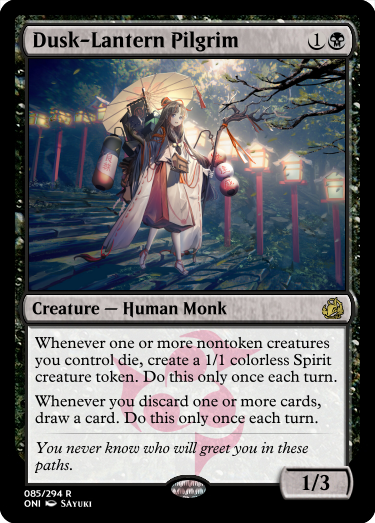 Dusk-Lantern Pilgrim 1
Creature — Human Monk
Whenever one or more nontoken creatures
you control die, create a 1/1 colorless Spirit
creature token. Do this only once each turn.
Whenever you discard one or more cards,
draw a card. Do this only once each turn.
You never know who will greet you in these
paths.
1/3
085/294 R
ONI SAYUKI